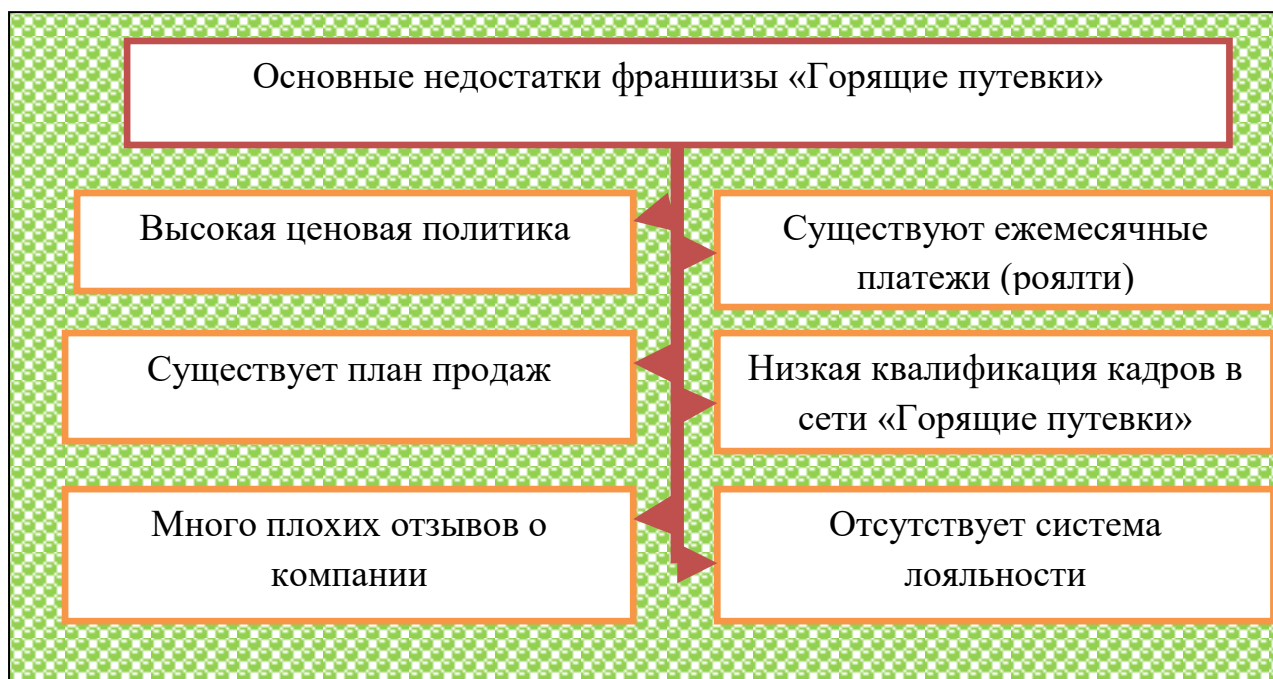 Основные недостатки франшизы «Горящие путевки»
Высокая ценовая политика
Существуют ежемесячные
платежи (роялти)
Существует план продаж
Низкая квалификация кадров в
сети «Горящие путевки»
Много плохих отзывов о
компании
Отсутствует система
лояльности